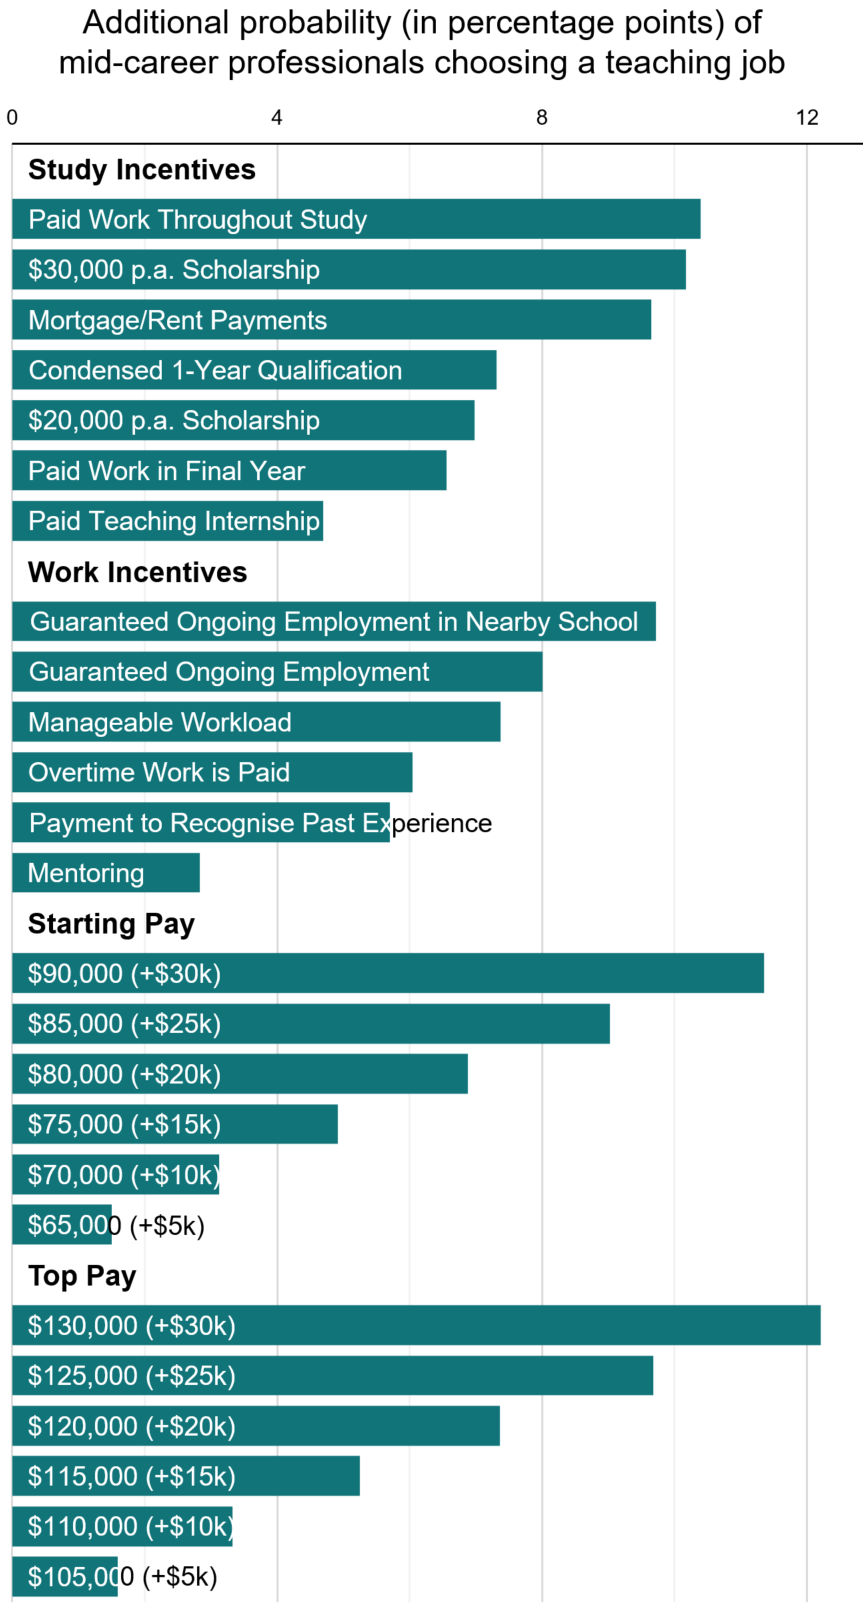 Additional probability (in percentage points) of
mid-career professionals choosing a teaching job
0 4 8 12
Study Incentives
Paid Work Throughout Study
$30,000 p.a. Scholarship
Mortgage/Rent Payments
Condensed 1-Year Qualification
$20,000 p.a. Scholarship
Paid Work in Final Year
Paid Teaching Internship
Work Incentives
Guaranteed Ongoing Employment in Nearby School
Guaranteed Ongoing Employment
Manageable Workload
Overtime Work is Paid
Payment to Recognise Past Experience
Mentoring
Starting Pay
$90,000 (+$30k)
$85,000 (+$25k)
$80,000 (+$20k)
$75,000 (+$15k)
$70,000 (+$10k)
$65,000 (+$5k)
Top Pay
$130,000 (+$30k)
$125,000 (+$25k)
$120,000 (+$20k)
$115,000 (+$15k)
$110,000 (+$10k)
$105,000 (+$5k)